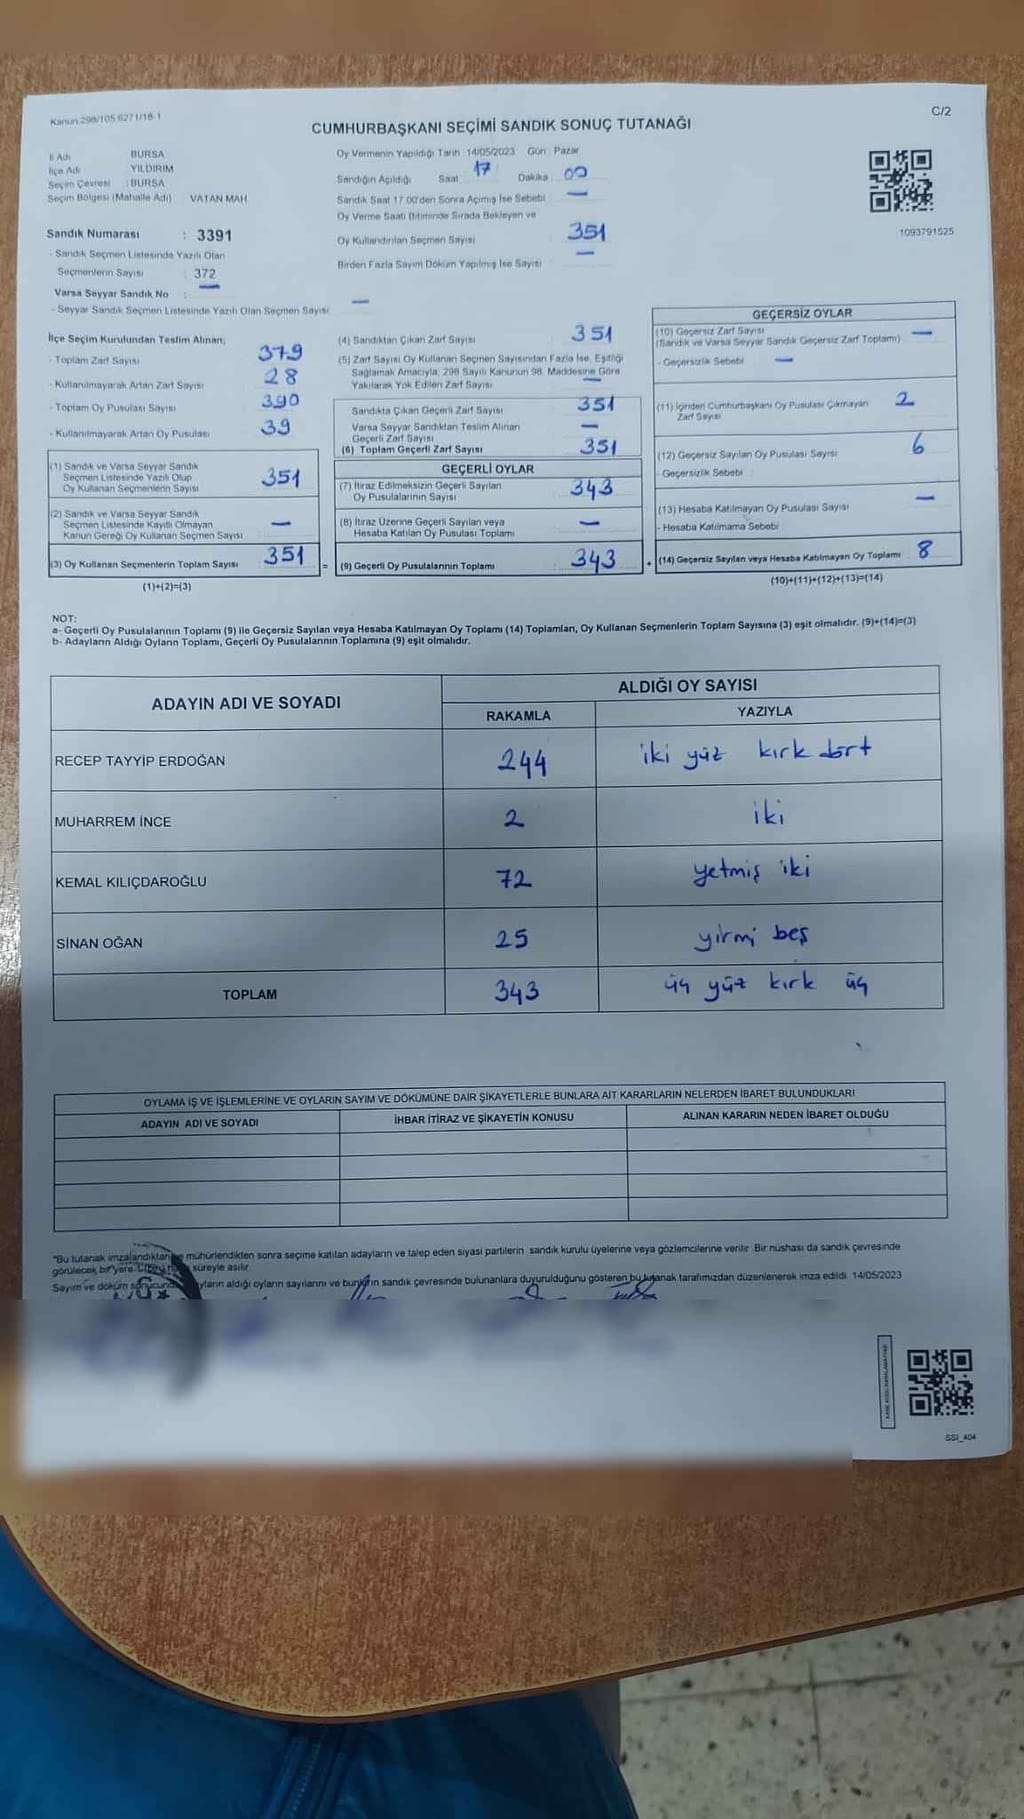 Kanun:298/105,6271/18-1
C/2
CUMHURBAŞKANI SEÇİMİ SANDIK SONUÇ TUTANAĞI
İl Adı : BURSA
İlçe Adı : YILDIRIM
Seçim Çevresi : BURSA
Seçim Bölgesi (Mahalle Adı) VATAN MAH.
Sandık Numarası : 3391
- Sandık Seçmen Listesinde Yazılı Olan
Seçmenlerin Sayısı : 372
Varsa Seyyar Sandık No : —
- Seyyar Sandık Seçmen Listesinde Yazılı Olan Seçmen Sayısı : —
Oy Vermenin Yapıldığı Tarih : 14/05/2023 Gün : Pazar
Sandığın Açıldığı Saat 17 Dakika : 00
Sandık Saat 17.00'den Sonra Açımış İse Sebebi : —
Oy Verme Saati Bitiminde Sırada Bekleyen ve
Oy Kullandırılan Seçmen Sayısı 351
Birden Fazla Sayım Döküm Yapılmış İse Sayısı : —
1093791525
İlçe Seçim Kurulundan Teslim Alınan;
- Toplam Zarf Sayısı 379
- Kullanılmayarak Artan Zarf Sayısı 28
- Toplam Oy Pusulası Sayısı 390
- Kullanılmayarak Artan Oy Pusulası 39
(1) Sandık ve Varsa Seyyar Sandık
Seçmen Listesinde Yazılı Olup
Oy Kullanan Seçmenlerin Sayısı 351
(2) Sandık ve Varsa Seyyar Sandık
Seçmen Listesinde Kayıtlı Olmayan
Kanun Gereği Oy Kullanan Seçmen Sayısı —
(3) Oy Kullanan Seçmenlerin Toplam Sayısı 351 =
(1)+(2)=(3)
(4) Sandıktan Çıkan Zarf Sayısı 351
(5) Zarf Sayısı Oy Kullanan Seçmen Sayısından Fazla İse, Eşitliği
Sağlamak Amacıyla, 298 Sayılı Kanunun 98. Maddesine Göre
Yakılarak Yok Edilen Zarf Sayısı —
Sandıkta Çıkan Geçerli Zarf Sayısı 351
Varsa Seyyar Sandıktan Teslim Alınan
Geçerli Zarf Sayısı —
(6) Toplam Geçerli Zarf Sayısı 351
GEÇERLİ OYLAR
(7) İtiraz Edilmeksizin Geçerli Sayılan
Oy Pusulalarının Sayısı 343
(8) İtiraz Üzerine Geçerli Sayılan veya
Hesaba Katılan Oy Pusulası Toplamı —
(9) Geçerli Oy Pusulalarının Toplamı 343 +
GEÇERSİZ OYLAR
(10) Geçersiz Zarf Sayısı
(Sandık ve Varsa Seyyar Sandık Geçersiz Zarf Toplamı) —
- Geçersizlik Sebebi : —
(11) İçinden Cumhurbaşkanı Oy Pusulası Çıkmayan
Zarf Sayısı 2
(12) Geçersiz Sayılan Oy Pusulası Sayısı 6
- Geçersizlik Sebebi :
(13) Hesaba Katılmayan Oy Pusulası Sayısı —
- Hesaba Katılmama Sebebi :
(14) Geçersiz Sayılan veya Hesaba Katılmayan Oy Toplamı 8
(10)+(11)+(12)+(13)=(14)
NOT:
a- Geçerli Oy Pusulalarının Toplamı (9) ile Geçersiz Sayılan veya Hesaba Katılmayan Oy Toplamı (14) Toplamları, Oy Kullanan Seçmenlerin Toplam Sayısına (3) eşit olmalıdır. (9)+(14)=(3)
b- Adayların Aldığı Oyların Toplamı, Geçerli Oy Pusulalarının Toplamına (9) eşit olmalıdır.
ADAYIN ADI VE SOYADI ALDIĞI OY SAYISI
RAKAMLA YAZIYLA
RECEP TAYYİP ERDOĞAN 244 iki yüz kırk dört
MUHARREM İNCE 2 iki
KEMAL KILIÇDAROĞLU 72 yetmiş iki
SİNAN OĞAN 25 yirmi beş
TOPLAM 343 üç yüz kırk üç
OYLAMA İŞ VE İŞLEMLERİNE VE OYLARIN SAYIM VE DÖKÜMÜNE DAİR ŞİKAYETLERLE BUNLARA AİT KARARLARIN NELERDEN İBARET BULUNDUKLARI
ADAYIN ADI VE SOYADI İHBAR İTİRAZ VE ŞİKAYETİN KONUSU ALINAN KARARIN NEDEN İBARET OLDUĞU
"Bu tutanak imzalandıktan mühürlendikten sonra seçime katılan adayların ve talep eden siyasi partilerin sandık kurulu üyelerine veya gözlemcilerine verilir. Bir nüshası da sandık çevresinde
görülecek bir yere süreyle asılır.
Sayım ve döküm sonucunda oyların aldığı oyların sayılarını ve bunların sandık çevresinde bulunanlara duyurulduğunu gösteren bu tutanak tarafımızdan düzenlenerek imza edildi. 14/05/2023
SSI_404